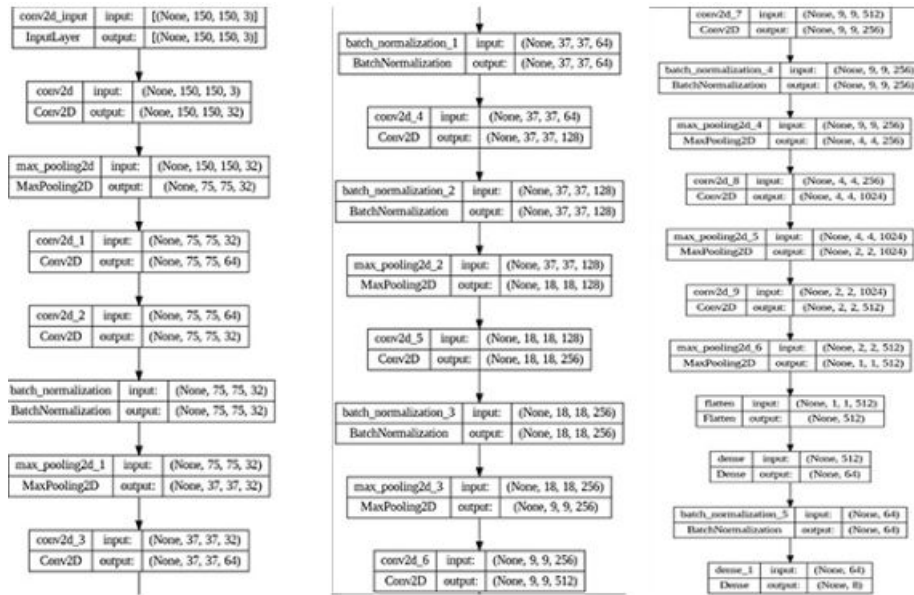 conv2d_input input: [(None, 150, 150, 3)]
InputLayer output: [(None, 150, 150, 3)]
conv2d input: (None, 150, 150, 3)
Conv2D output: (None, 150, 150, 32)
max_pooling2d input: (None, 150, 150, 32)
MaxPooling2D output: (None, 75, 75, 32)
conv2d_1 input: (None, 75, 75, 32)
Conv2D output: (None, 75, 75, 64)
conv2d_2 input: (None, 75, 75, 64)
Conv2D output: (None, 75, 75, 32)
batch_normalization input: (None, 75, 75, 32)
BatchNormalization output: (None, 75, 75, 32)
max_pooling2d_1 input: (None, 75, 75, 32)
MaxPooling2D output: (None, 37, 37, 32)
conv2d_3 input: (None, 37, 37, 32)
Conv2D output: (None, 37, 37, 64)
batch_normalization_1 input: (None, 37, 37, 64)
BatchNormalization output: (None, 37, 37, 64)
conv2d_4 input: (None, 37, 37, 64)
Conv2D output: (None, 37, 37, 128)
batch_normalization_2 input: (None, 37, 37, 128)
BatchNormalization output: (None, 37, 37, 128)
max_pooling2d_2 input: (None, 37, 37, 128)
MaxPooling2D output: (None, 18, 18, 128)
conv2d_5 input: (None, 18, 18, 128)
Conv2D output: (None, 18, 18, 256)
batch_normalization_3 input: (None, 18, 18, 256)
BatchNormalization output: (None, 18, 18, 256)
max_pooling2d_3 input: (None, 18, 18, 256)
MaxPooling2D output: (None, 9, 9, 256)
conv2d_6 input: (None, 9, 9, 256)
Conv2D output: (None, 9, 9, 512)
conv2d_7 input: (None, 9, 9, 512)
Conv2D output: (None, 9, 9, 256)
batch_normalization_4 input: (None, 9, 9, 256)
BatchNormalization output: (None, 9, 9, 256)
max_pooling2d_4 input: (None, 9, 9, 256)
MaxPooling2D output: (None, 4, 4, 256)
conv2d_8 input: (None, 4, 4, 256)
Conv2D output: (None, 4, 4, 1024)
max_pooling2d_5 input: (None, 4, 4, 1024)
MaxPooling2D output: (None, 2, 2, 1024)
conv2d_9 input: (None, 2, 2, 1024)
Conv2D output: (None, 2, 2, 512)
max_pooling2d_6 input: (None, 2, 2, 512)
MaxPooling2D output: (None, 1, 1, 512)
flatten input: (None, 1, 1, 512)
Flatten output: (None, 512)
dense input: (None, 512)
Dense output: (None, 64)
batch_normalization_5 input: (None, 64)
BatchNormalization output: (None, 64)
dense_1 input: (None, 64)
Dense output: (None, 8)